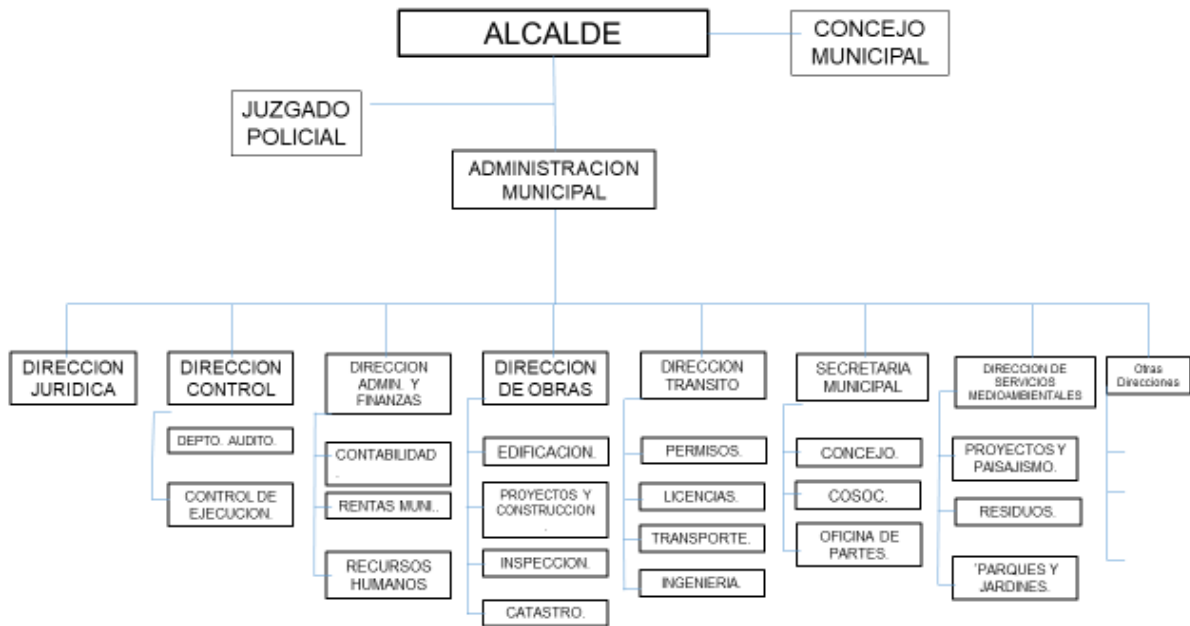 ALCALDE
CONCEJO
MUNICIPAL
JUZGADO
POLICIAL
ADMINISTRACION
MUNICIPAL
DIRECCION
JURIDICA
DIRECCION
CONTROL
DEPTO. AUDITO.
CONTROL DE
EJECUCION.
DIRECCION
ADMIN. Y
FINANZAS
CONTABILIDAD
.
RENTAS MUNI..
RECURSOS
HUMANOS
DIRECCION
DE OBRAS
EDIFICACION.
PROYECTOS Y
CONSTRUCCION
.
INSPECCION.
CATASTRO.
DIRECCION
TRANSITO
PERMISOS.
LICENCIAS.
TRANSPORTE.
INGENIERIA.
SECRETARIA
MUNICIPAL
CONCEJO.
COSOC.
OFICINA DE
PARTES.
DIRECCION DE
SERVICIOS
MEDIOAMBIENTALES
PROYECTOS Y
PAISAJISMO.
RESIDUOS.
'PARQUES Y
JARDINES.
Otras
Direcciones